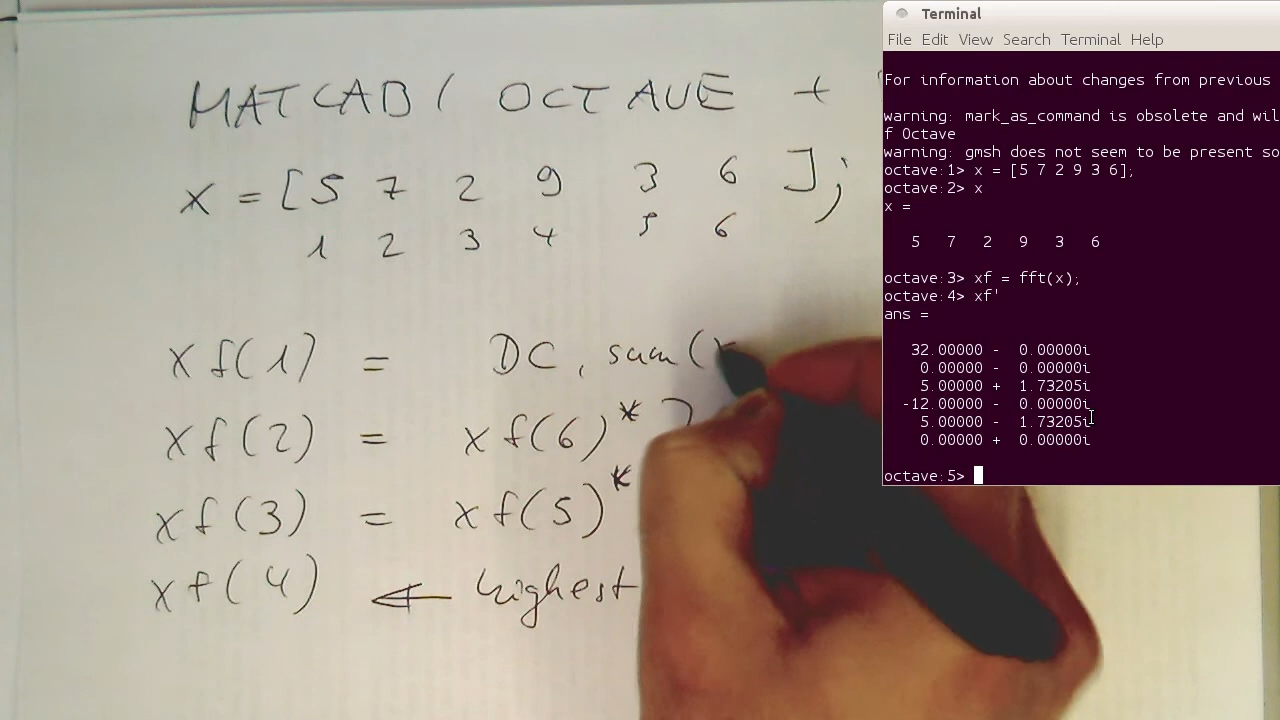 MATLAB / OCTAVE +
x = [5 7 2 9 3 6];
1 2 3 4 5 6
xf(1) = DC, sum(x
xf(2) = xf(6)*
xf(3) = xf(5)*
xf(4) ← highest
Terminal
File Edit View Search Terminal Help
For information about changes from previous
warning: mark_as_command is obsolete and wil
f Octave
warning: gmsh does not seem to be present so
octave:1> x = [5 7 2 9 3 6];
octave:2> x
x =
5 7 2 9 3 6
octave:3> xf = fft(x);
octave:4> xf'
ans =
32.00000 - 0.00000i
0.00000 - 0.00000i
5.00000 + 1.73205i
-12.00000 - 0.00000i
5.00000 - 1.73205i
0.00000 + 0.00000i
octave:5>